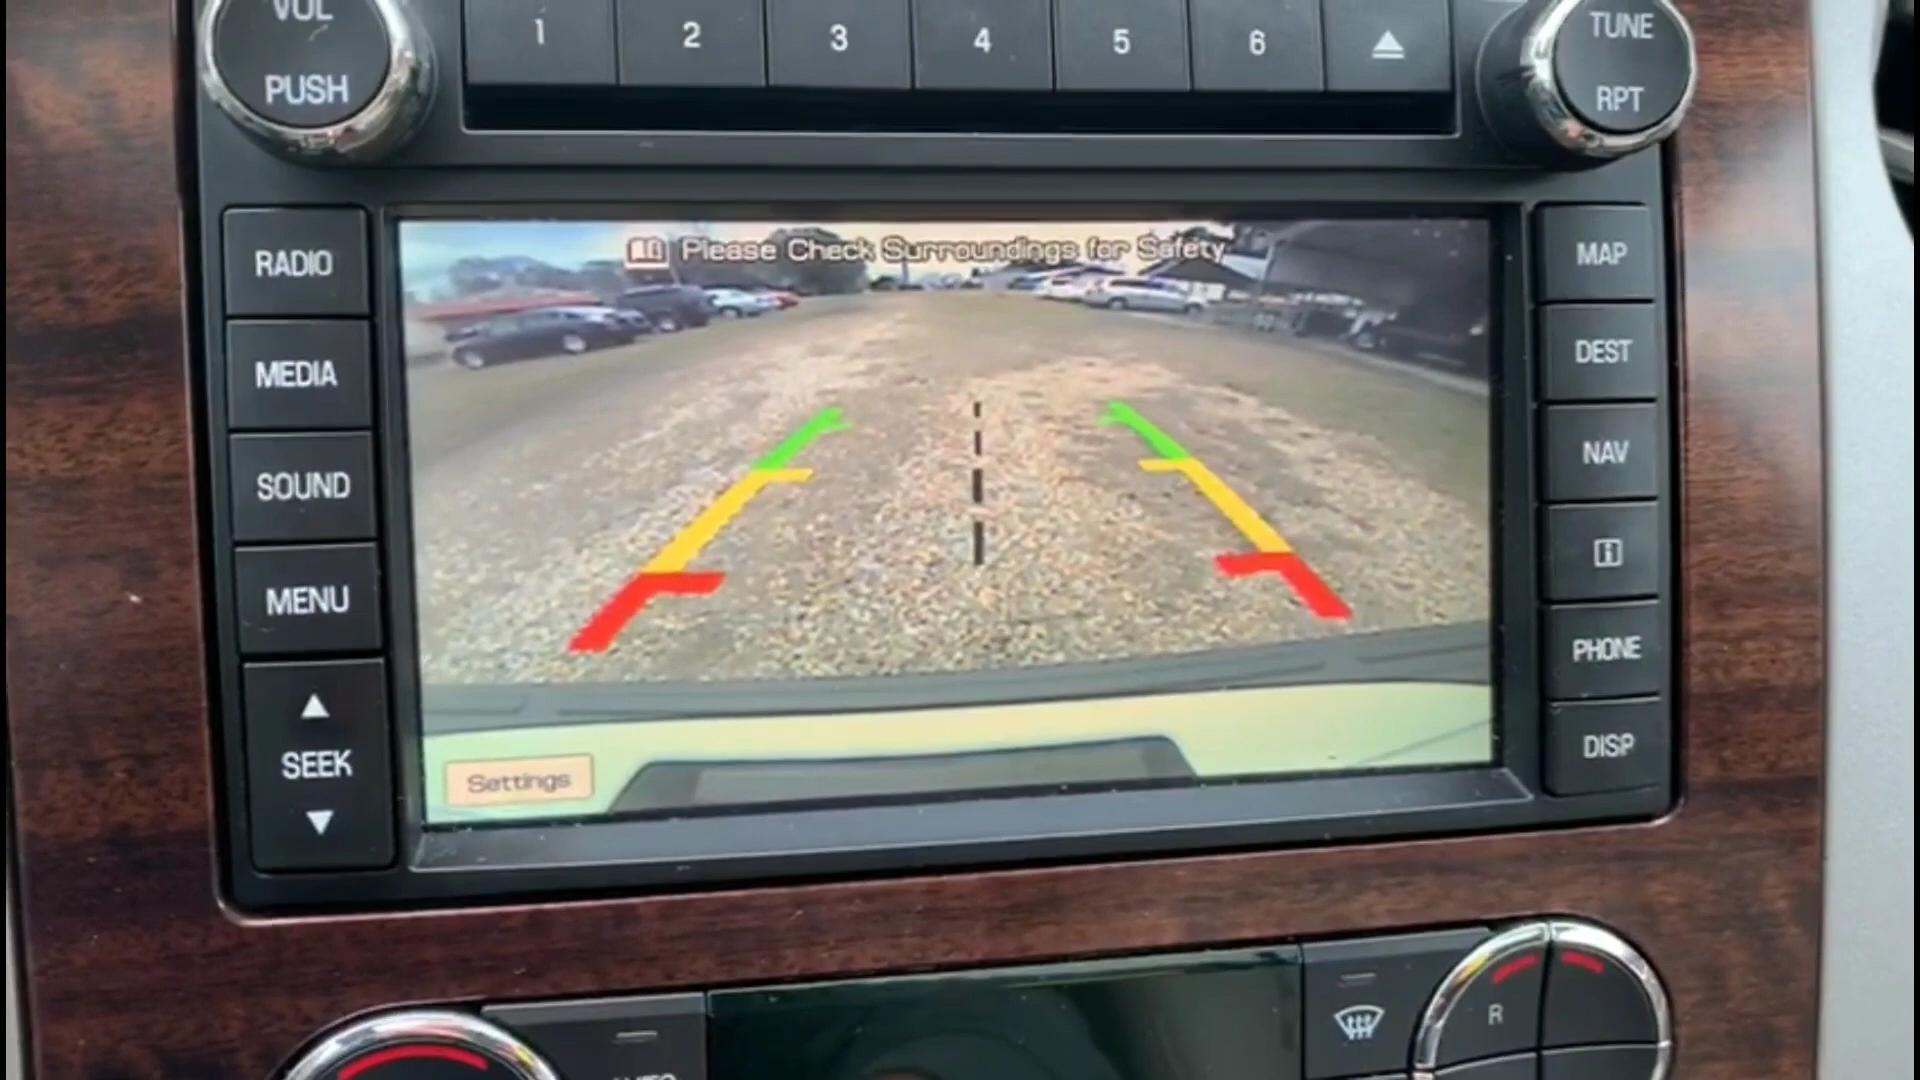 VOL
PUSH
1
2
3
4
5
6
TUNE
RPT
RADIO
MEDIA
SOUND
MENU
SEEK
Please Check Surroundings for Safety
Settings
MAP
DEST
NAV
i
PHONE
DISP
R
AUTO